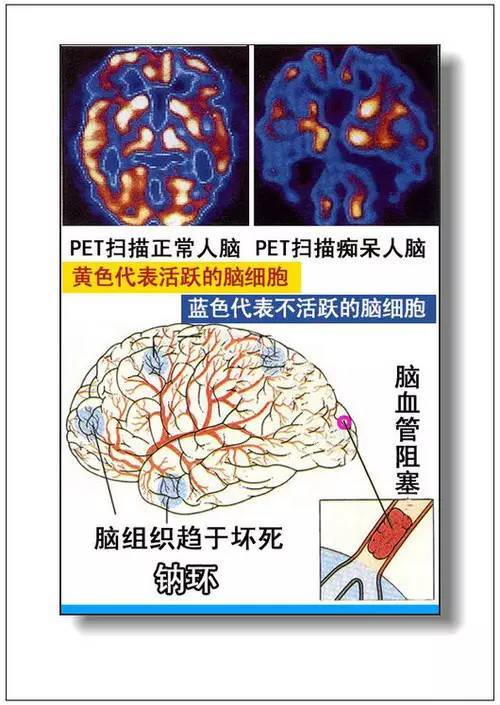 PET扫描正常人脑 PET扫描痴呆人脑
黄色代表活跃的脑细胞
蓝色代表不活跃的脑细胞
脑血管阻塞
脑组织趋于坏死
钠环